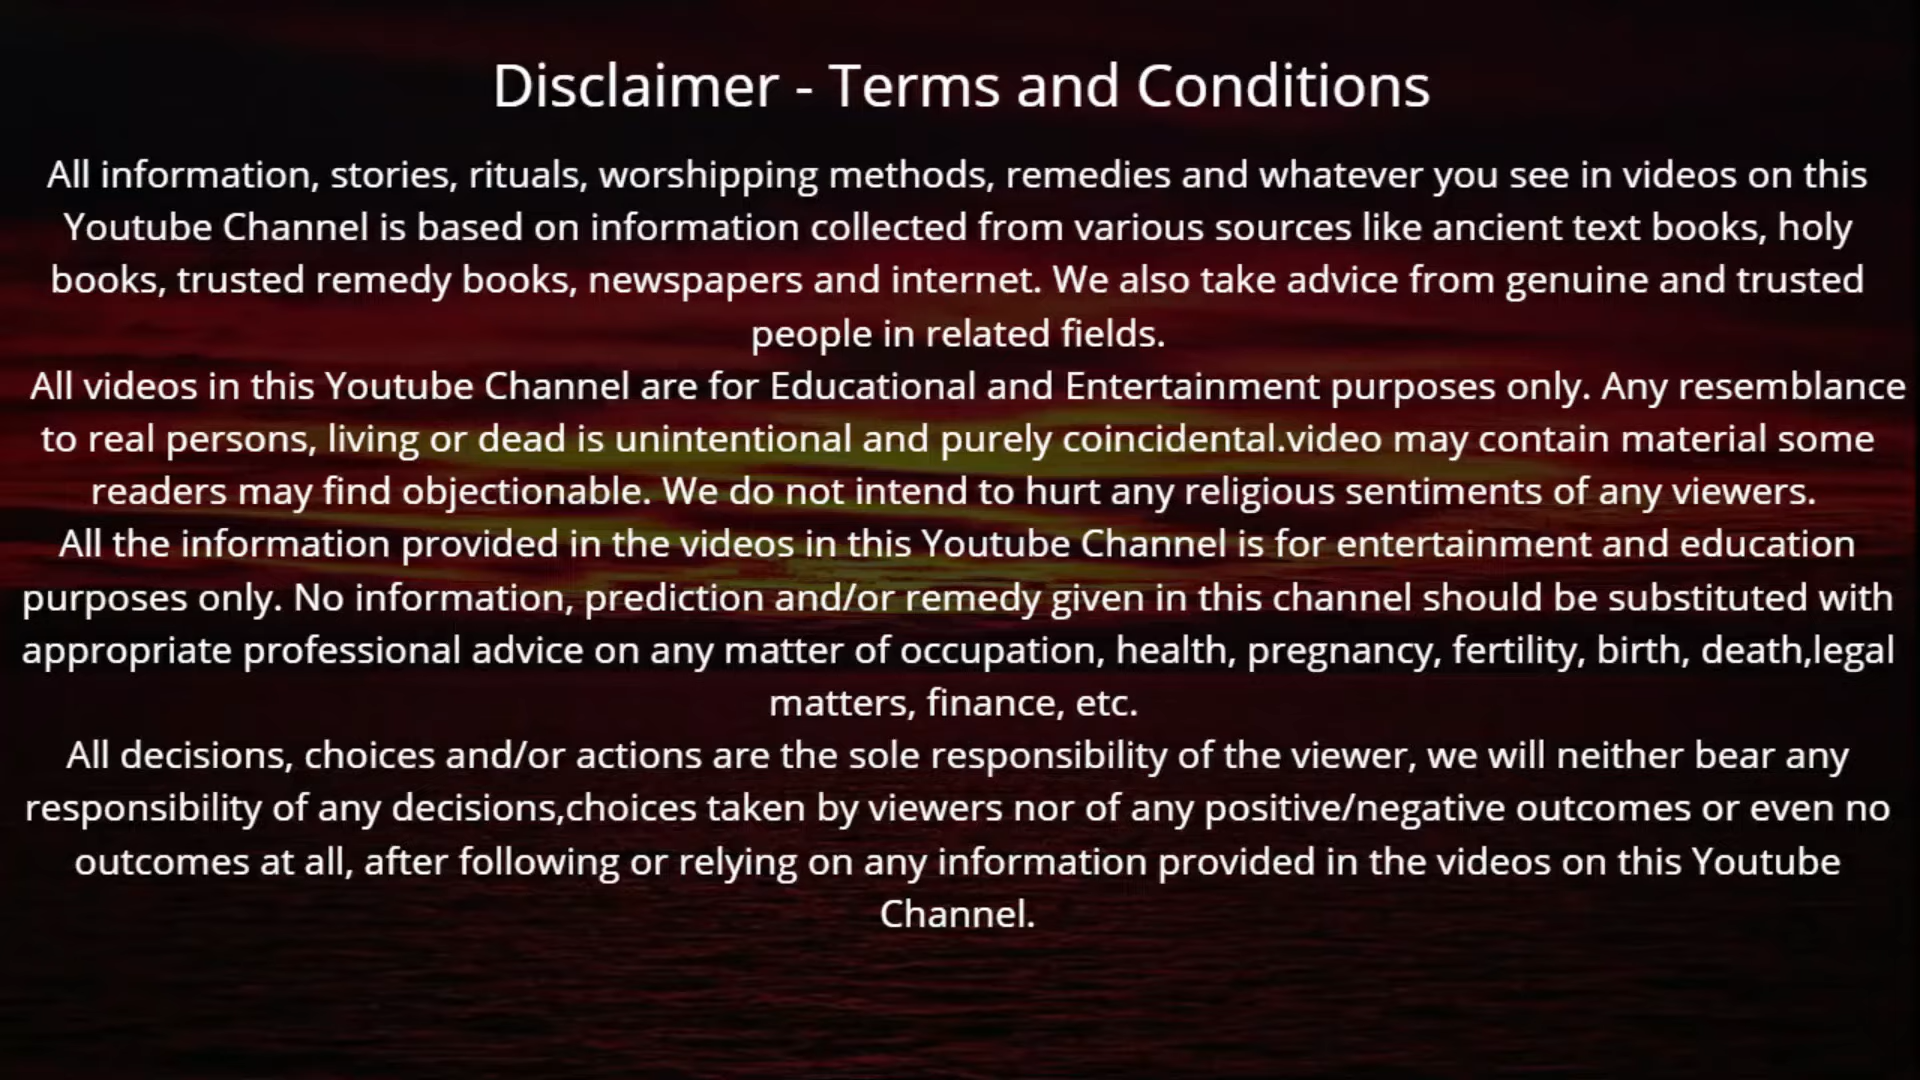 Disclaimer - Terms and Conditions
All information, stories, rituals, worshipping methods, remedies and whatever you see in videos on this
Youtube Channel is based on information collected from various sources like ancient text books, holy
books, trusted remedy books, newspapers and internet. We also take advice from genuine and trusted
people in related fields.
All videos in this Youtube Channel are for Educational and Entertainment purposes only. Any resemblance
to real persons, living or dead is unintentional and purely coincidental.video may contain material some
readers may find objectionable. We do not intend to hurt any religious sentiments of any viewers.
All the information provided in the videos in this Youtube Channel is for entertainment and education
purposes only. No information, prediction and/or remedy given in this channel should be substituted with
appropriate professional advice on any matter of occupation, health, pregnancy, fertility, birth, death,legal
matters, finance, etc.
All decisions, choices and/or actions are the sole responsibility of the viewer, we will neither bear any
responsibility of any decisions,choices taken by viewers nor of any positive/negative outcomes or even no
outcomes at all, after following or relying on any information provided in the videos on this Youtube
Channel.